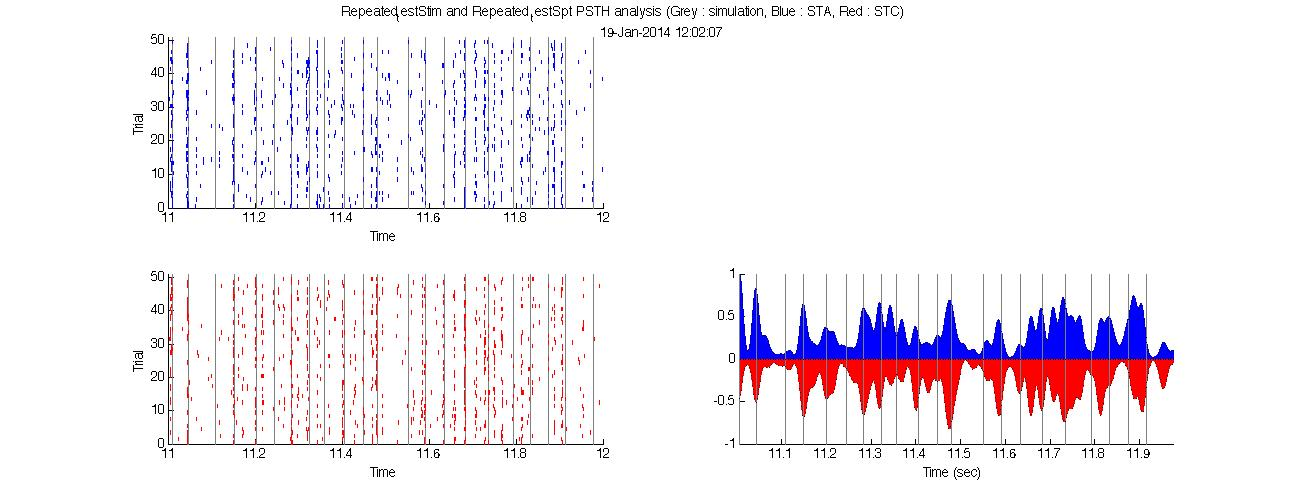 Repeated_testStim and Repeated_testSpt PSTH analysis (Grey : simulation, Blue : STA, Red : STC)
19-Jan-2014 12:02:07
50
40
30
20
10
0
Trial
11 11.2 11.4 11.6 11.8 12
Time
50
40
30
20
10
0
Trial
11 11.2 11.4 11.6 11.8 12
Time
1
0.5
0
-0.5
-1
11.1 11.2 11.3 11.4 11.5 11.6 11.7 11.8 11.9
Time (sec)